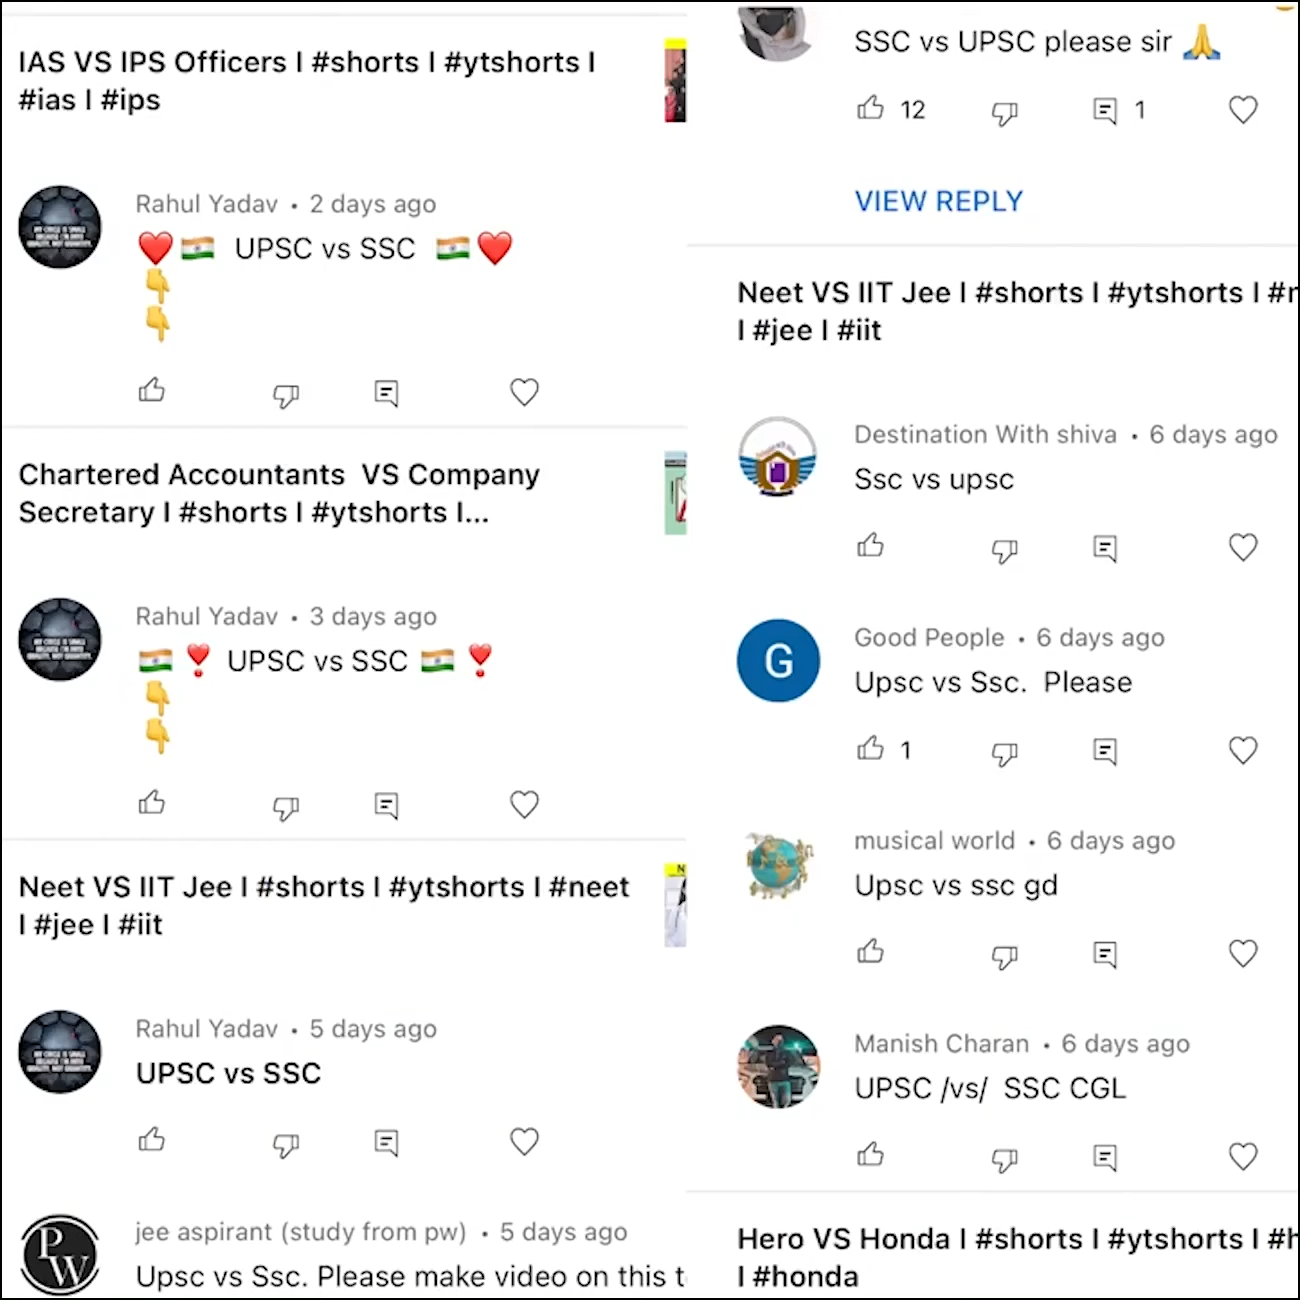 IAS VS IPS Officers I #shorts I #ytshorts I
#ias I #ips
Rahul Yadav • 2 days ago
❤️🇮🇳 UPSC vs SSC 🇮🇳❤️
👇
👇
Chartered Accountants VS Company
Secretary I #shorts I #ytshorts I...
Rahul Yadav • 3 days ago
🇮🇳❣️ UPSC vs SSC 🇮🇳❣️
👇
👇
Neet VS IIT Jee I #shorts I #ytshorts I #neet
I #jee I #iit
Rahul Yadav • 5 days ago
UPSC vs SSC
PW
jee aspirant (study from pw) • 5 days ago
Upsc vs Ssc. Please make video on this t
SSC vs UPSC please sir 🙏
12 1
VIEW REPLY
Neet VS IIT Jee I #shorts I #ytshorts I #
I #jee I #iit
Destination With shiva • 6 days ago
Ssc vs upsc
G
Good People • 6 days ago
Upsc vs Ssc. Please
1
musical world • 6 days ago
Upsc vs ssc gd
Manish Charan • 6 days ago
UPSC /vs/ SSC CGL
Hero VS Honda I #shorts I #ytshorts I #h
I #honda